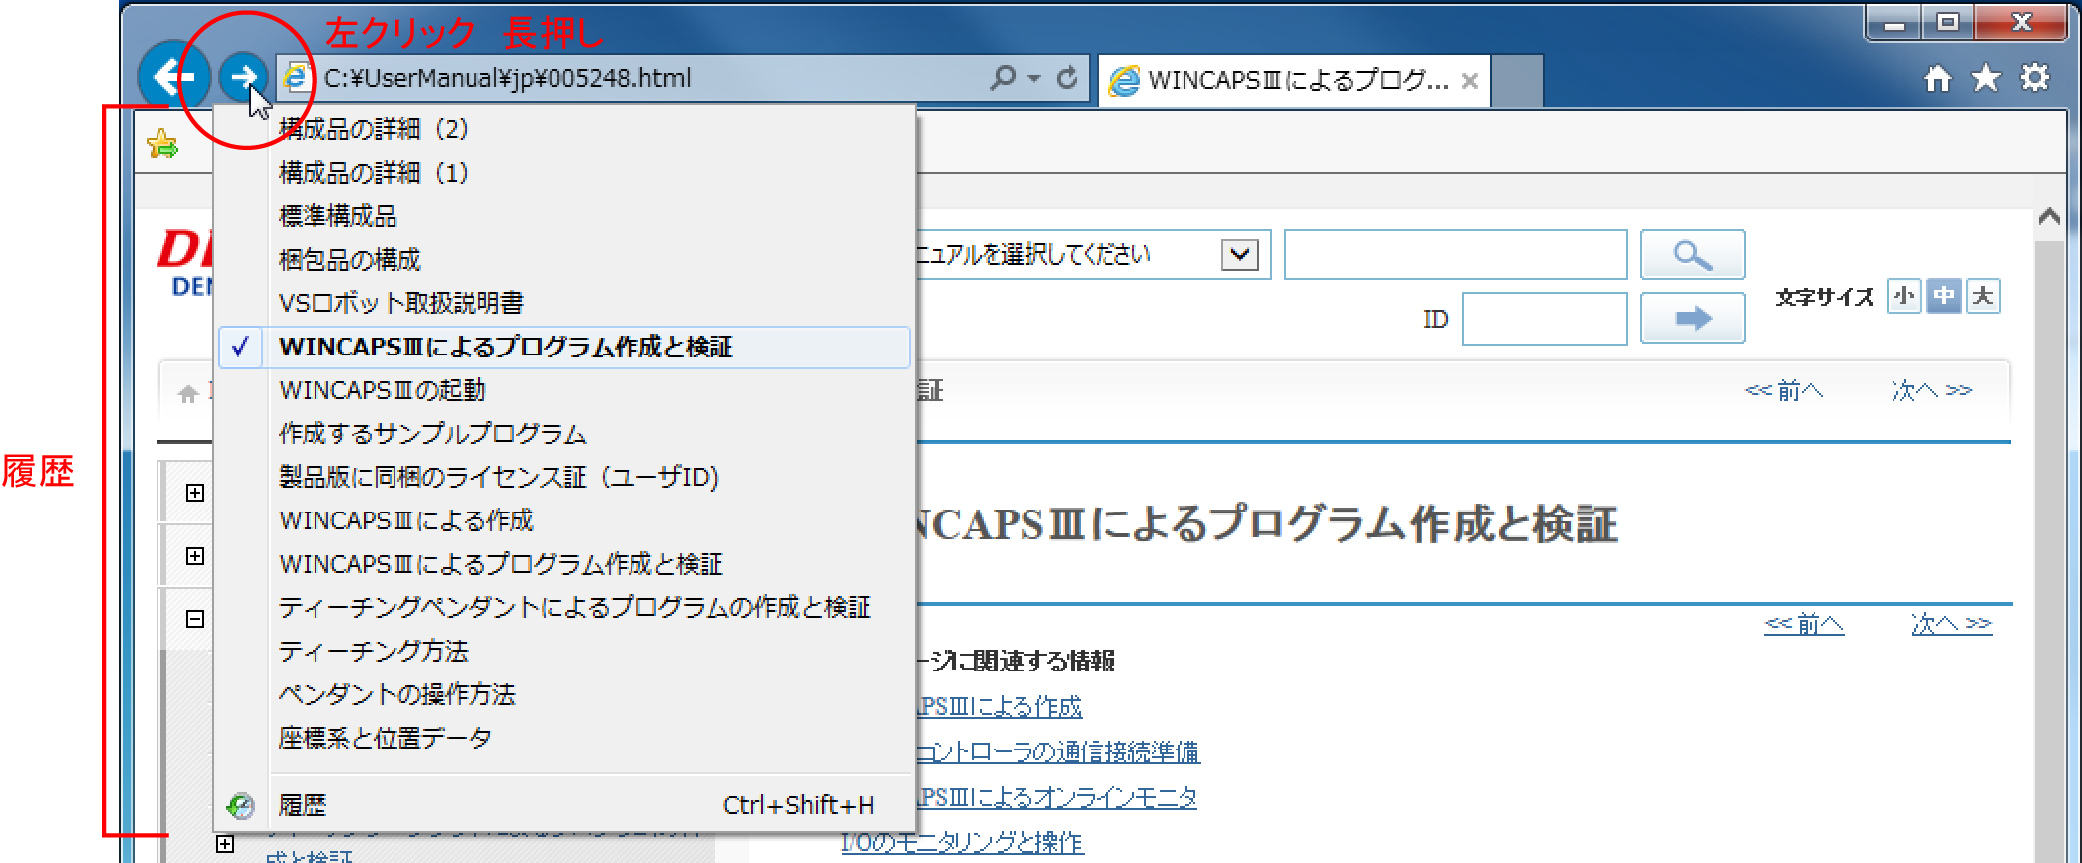 左クリック 長押し
C:¥UserManual¥jp¥005248.html
WINCAPSⅢによるプログ...
構成品の詳細（2）
構成品の詳細（1）
標準構成品
梱包品の構成
VSロボット取扱説明書
WINCAPSⅢによるプログラム作成と検証
WINCAPSⅢの起動
作成するサンプルプログラム
製品版に同梱のライセンス証（ユーザID)
WINCAPSⅢによる作成
WINCAPSⅢによるプログラム作成と検証
ティーチングペンダントによるプログラムの作成と検証
ティーチング方法
ペンダントの操作方法
座標系と位置データ
履歴 Ctrl+Shift+H
履歴
DEN
ニュアルを選択してください
ID
文字サイズ 小 中 大
証
<<前へ 次へ>>
NCAPSⅢによるプログラム作成と検証
<<前へ 次へ>>
ージに関連する情報
APSⅢによる作成
コントローラの通信接続準備
APSⅢによるオンラインモニタ
I/Oのモニタリングと操作
成と検証